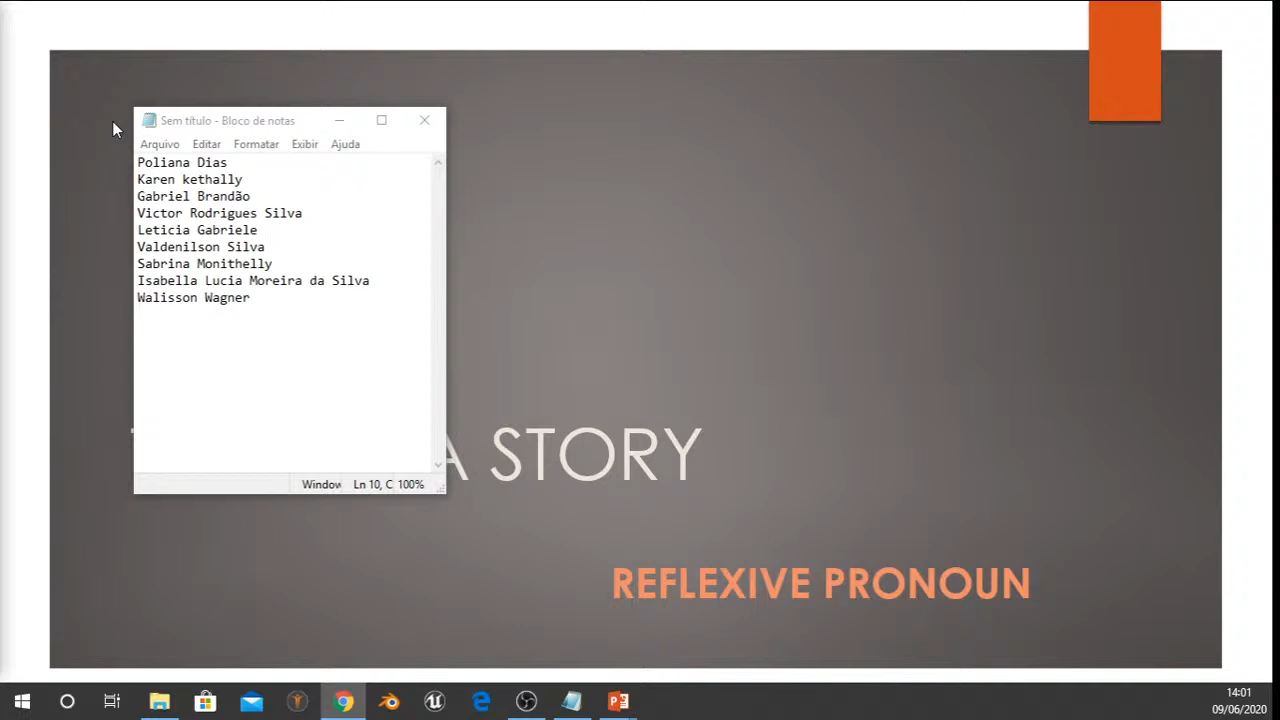 Sem título - Bloco de notas
Arquivo Editar Formatar Exibir Ajuda
Poliana Dias
Karen kethally
Gabriel Brandão
Victor Rodrigues Silva
Leticia Gabriele
Valdenilson Silva
Sabrina Monithelly
Isabella Lucia Moreira da Silva
Walisson Wagner
A STORY
Window Ln 10, C 100%
REFLEXIVE PRONOUN
14:01
09/06/2020